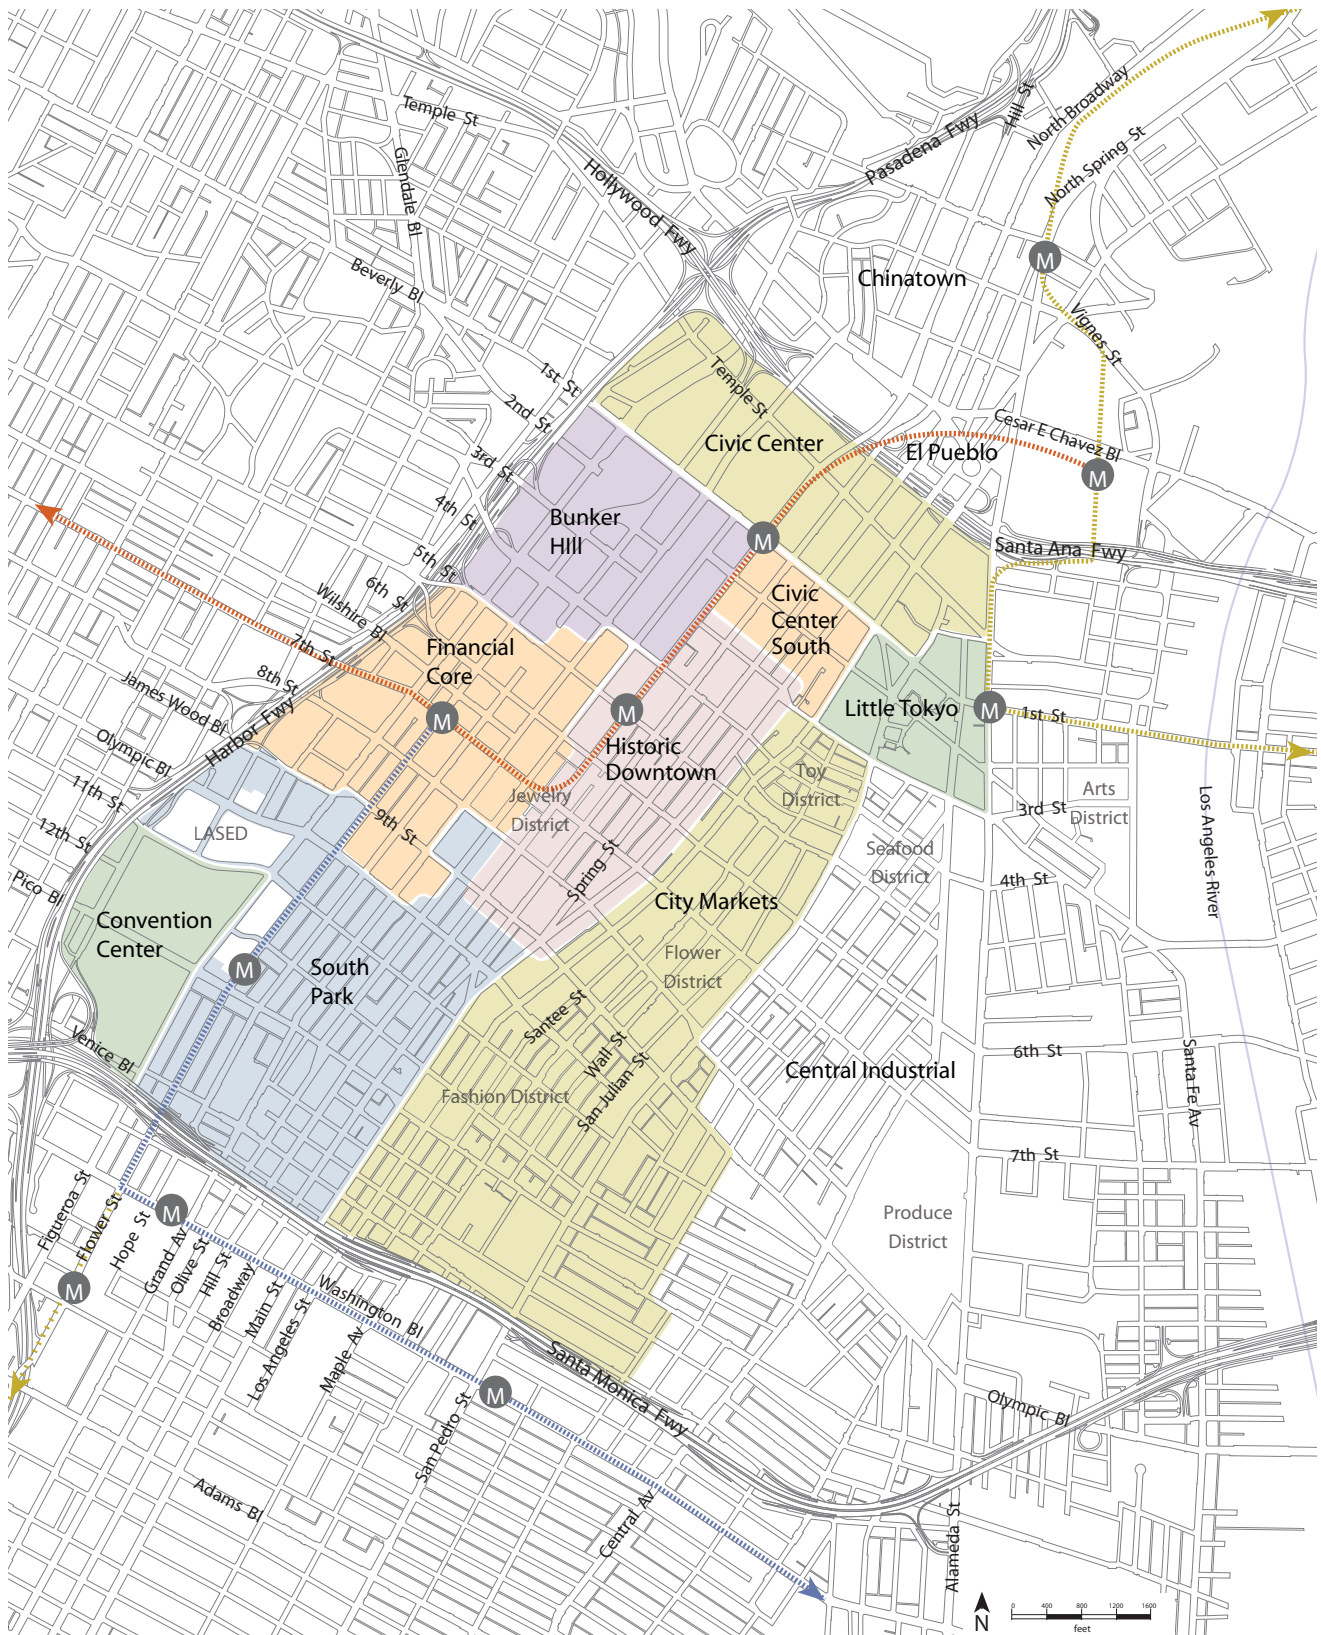 Temple St
Glendale Bl
Beverly Bl
Hollywood Fwy
Pasadena Fwy
Hill St
North Broadway
North Spring St
M
Chinatown
Vignes St
1st St
2nd St
3rd St
4th St
5th St
6th St
Wilshire Bl
7th St
8th St
James Wood Bl
Harbor Fwy
Olympic Bl
11th St
12th St
Pico Bl
Temple St
Civic Center
Cesar E Chavez Bl
El Pueblo
M
Bunker
HIll
M
Santa Ana Fwy
Civic
Center
South
Financial
Core
M
M
Little Tokyo
M
1st St
Historic
Downtown
Toy
District
Jewelry
District
Arts
District
3rd St
Los Angeles River
LASED
9th St
Spring St
Seafood
District
4th St
City Markets
Convention
Center
Flower
District
M
South
Park
Santee St
Wall St
San Julian St
Fashion District
Central Industrial
6th St
Santa Fe Av
Venice Bl
7th St
Produce
District
Figueroa St
Flower St
Hope St
M
Grand Av
Olive St
Hill St
Broadway
Main St
Los Angeles St
Maple Av
Washington Bl
M
Santa Monica Fwy
M
San Pedro St
Olympic Bl
Adams Bl
Central Av
Alameda St
N
0 400 800 1200 1600
feet